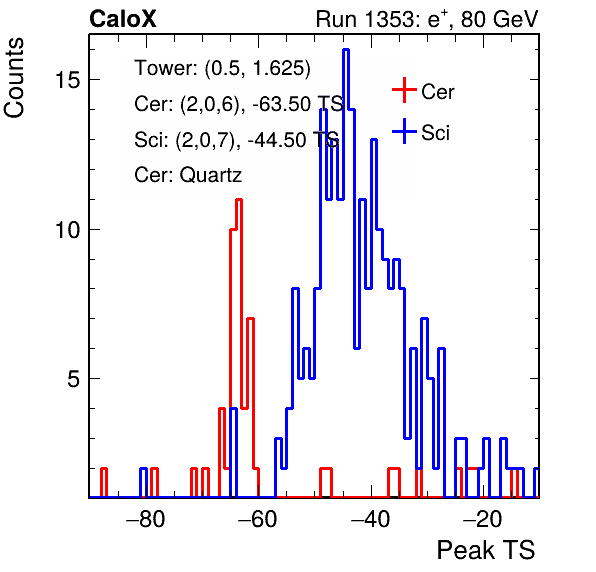 CaloX
Run 1353: e+, 80 GeV
Counts
Tower: (0.5, 1.625)
Cer: (2,0,6), -63.50 TS
Sci: (2,0,7), -44.50 TS
Cer: Quartz
Cer
Sci
15
10
5
−80 −60 −40 −20
Peak TS